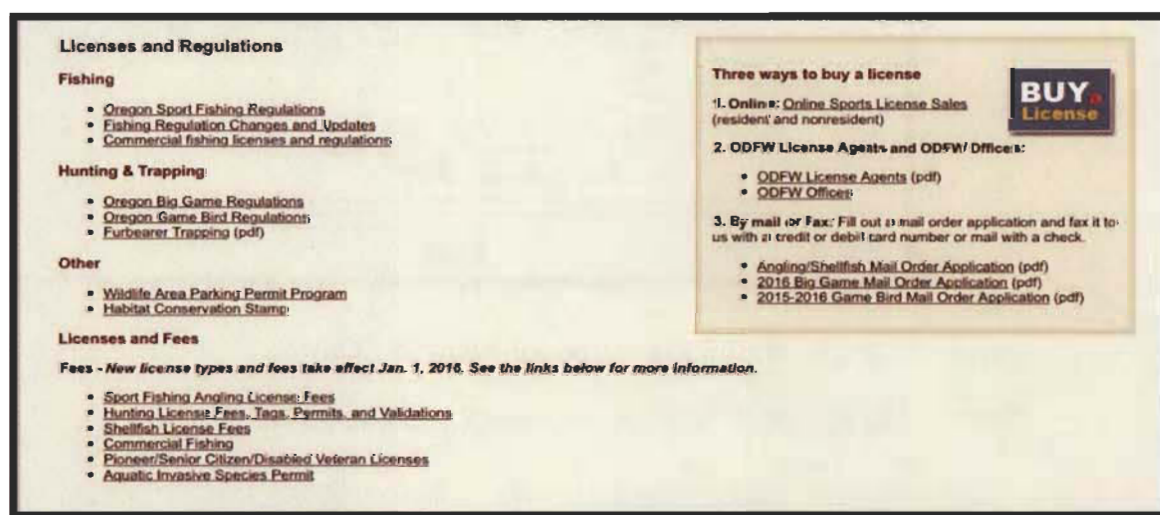 Licenses and Regulations
Fishing
• Oregon Sport Fishing Regulations
• Fishing Regulation Changes and Updates
• Commercial fishing licenses and regulations
Hunting & Trapping
• Oregon Big Game Regulations
• Oregon Game Bird Regulations
• Furbearer Trapping (pdf)
Other
• Wildlife Area Parking Permit Program
• Habitat Conservation Stamp
Licenses and Fees
Fees - New license types and fees take effect Jan. 1, 2016. See the links below for more information.
• Sport Fishing Angling License Fees
• Hunting License Fees, Tags, Permits, and Validations
• Shellfish License Fees
• Commercial Fishing
• Pioneer/Senior Citizen/Disabled Veteran Licenses
• Aquatic Invasive Species Permit
Three ways to buy a license
BUY a
License
1. Online: Online Sports License Sales
(resident and nonresident)
2. ODFW License Agents and ODFW Offices:
• ODFW License Agents (pdf)
• ODFW Offices
3. By mail or Fax: Fill out a mail order application and fax it to
us with a credit or debit card number or mail with a check.
• Angling/Shellfish Mail Order Application (pdf)
• 2016 Big Game Mail Order Application (pdf)
• 2015-2016 Game Bird Mail Order Application (pdf)